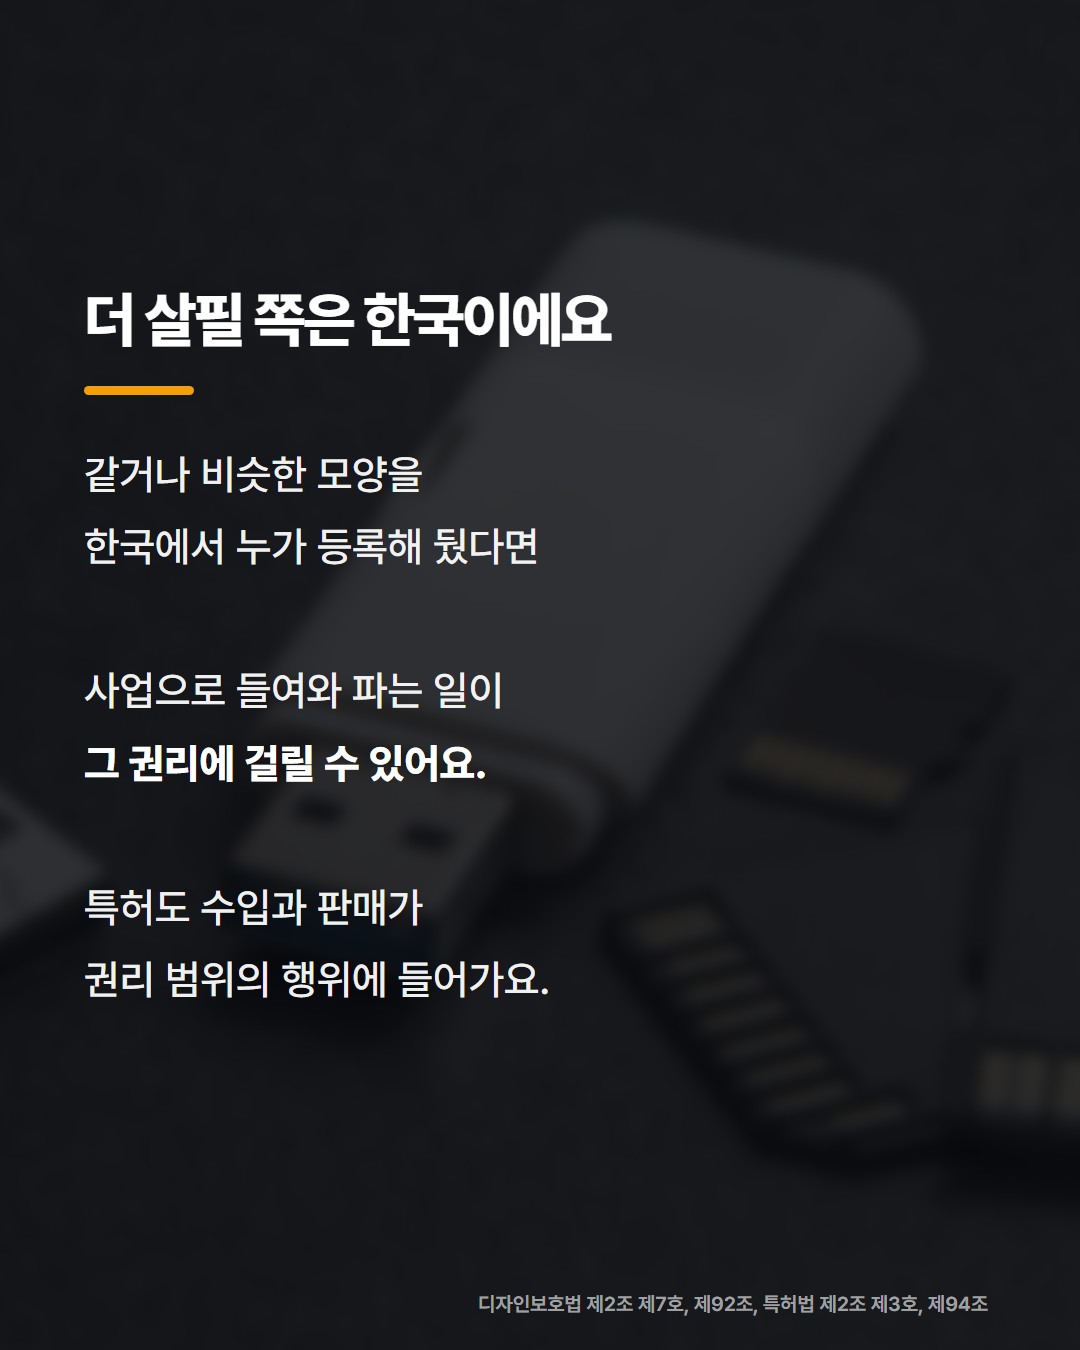 더 살필 쪽은 한국이에요
같거나 비슷한 모양을
한국에서 누가 등록해 뒀다면
사업으로 들여와 파는 일이
그 권리에 걸릴 수 있어요.
특허도 수입과 판매가
권리 범위의 행위에 들어가요.
디자인보호법 제2조 제7호, 제92조, 특허법 제2조 제3호, 제94조